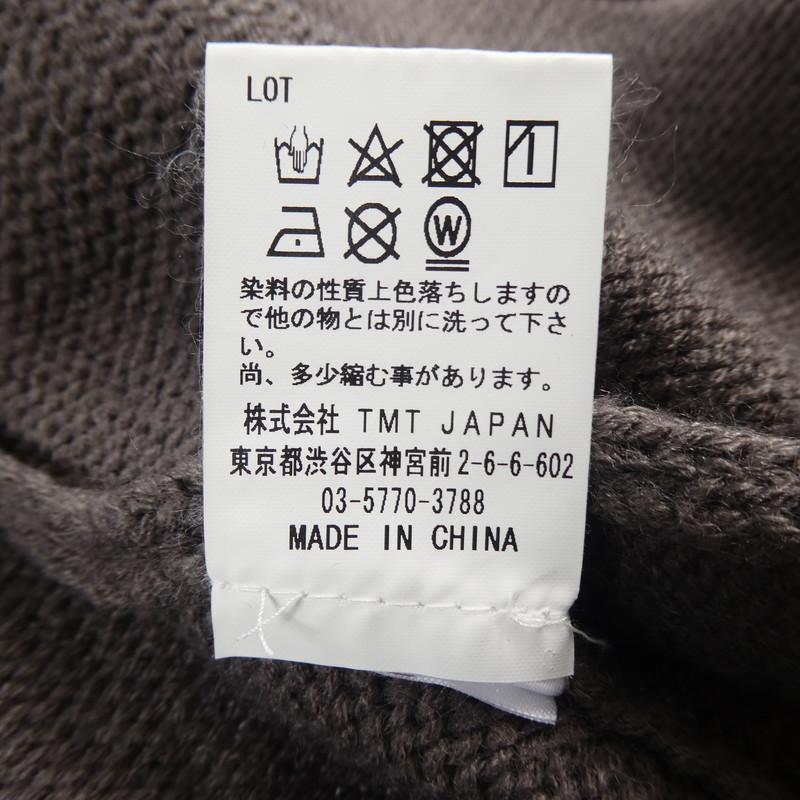 LOT
W
染料の性質上色落ちしますの
で他の物とは別に洗って下さ
い。
尚、多少縮む事があります。
株式会社 TMT JAPAN
東京都渋谷区神宮前2-6-6-602
03-5770-3788
MADE IN CHINA